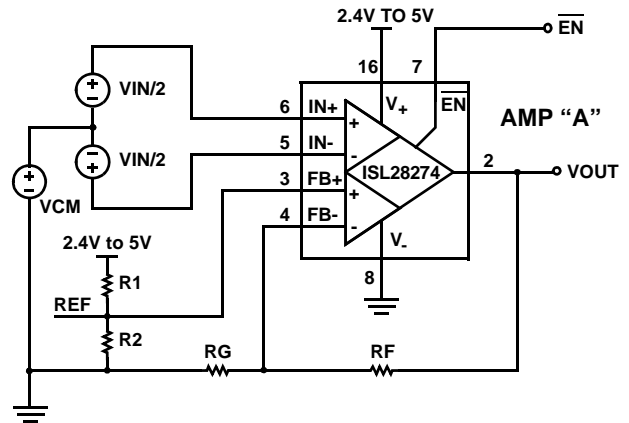 2.4V TO 5V
EN
16
7
VIN/2
6
IN+
V+
EN
AMP "A"
+
-
+
5
IN-
-
2
VIN/2
ISL28274
VOUT
3
FB+
+
VCM
4
FB-
-
2.4V to 5V
V-
R1
8
REF
R2
RG
RF